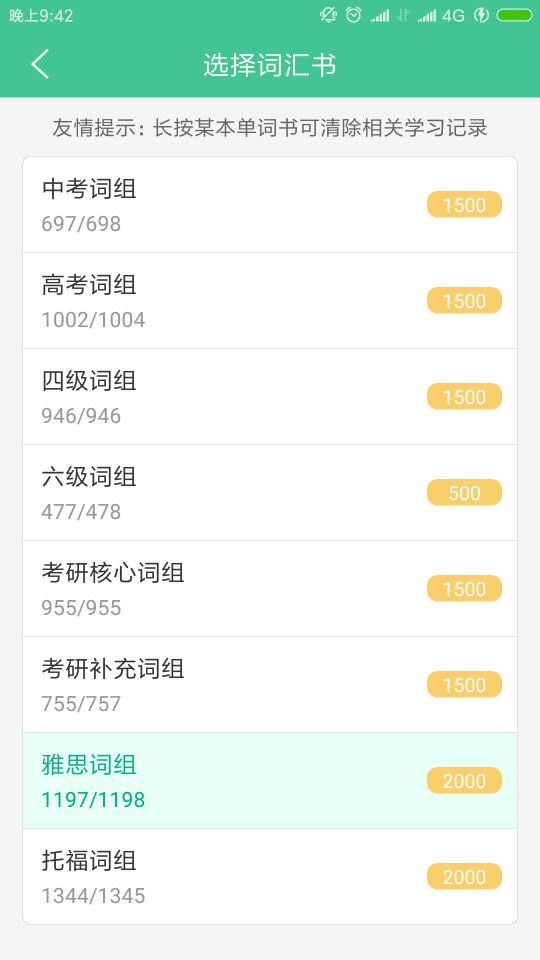 晚上9:42
4G
选择词汇书
友情提示：长按某本单词书可清除相关学习记录
中考词组
697/698
1500
高考词组
1002/1004
1500
四级词组
946/946
1500
六级词组
477/478
500
考研核心词组
955/955
1500
考研补充词组
755/757
1500
雅思词组
1197/1198
2000
托福词组
1344/1345
2000